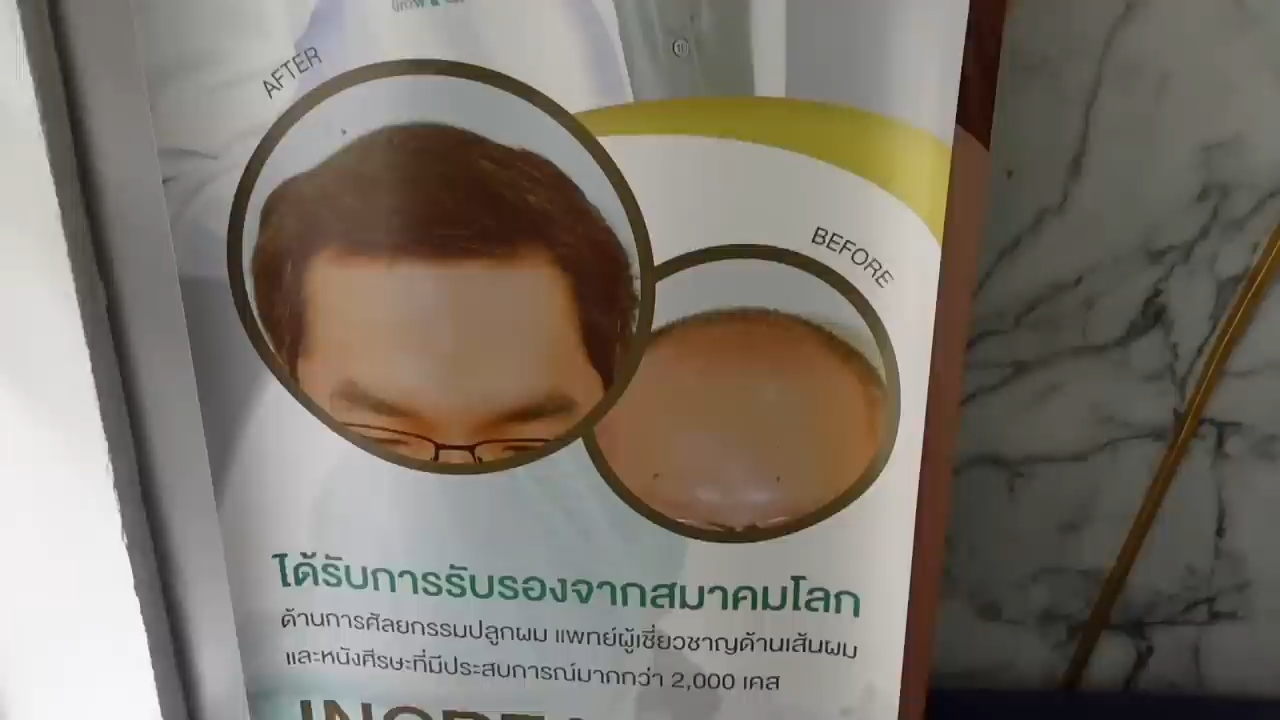 AFTER
BEFORE
ได้รับการรับรองจากสมาคมโลก
ด้านการศัลยกรรมปลูกผม แพทย์ผู้เชี่ยวชาญด้านเส้นผม
และหนังศีรษะที่มีประสบการณ์มากกว่า 2,000 เคส